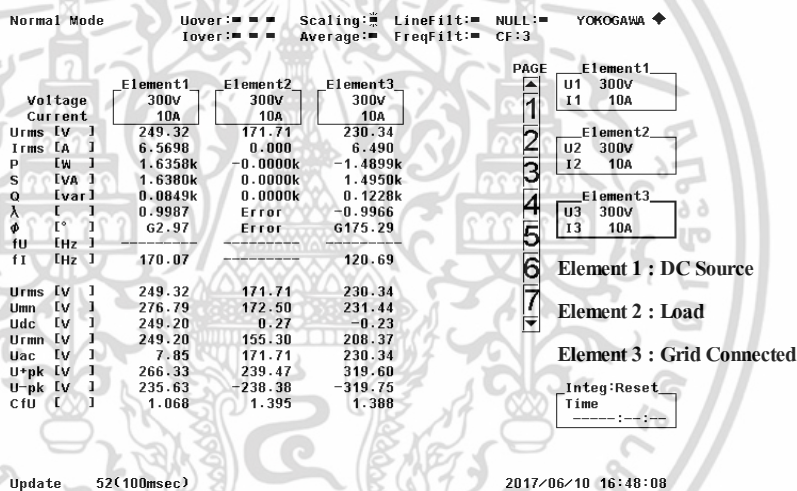 Normal Mode Uover:= = = Scaling:※ LineFilt:= NULL:= YOKOGAWA ◆
Iover:= = = Average:= FreqFilt:= CF:3
PAGE
Element1 Element2 Element3
Voltage 300V 300V 300V
Current 10A 10A 10A
Urms [V ] 249.32 171.71 230.34
Irms [A ] 6.5698 0.000 6.490
P [W ] 1.6358k -0.0000k -1.4899k
S [VA ] 1.6380k 0.0000k 1.4950k
Q [var] 0.0849k 0.0000k 0.1228k
λ [ ] 0.9987 Error -0.9966
Φ [° ] G2.97 Error G175.29
fU [Hz ] --------- --------- ---------
fI [Hz ] 170.07 --------- 120.69
Urms [V ] 249.32 171.71 230.34
Umn [V ] 276.79 172.50 231.44
Udc [V ] 249.20 0.27 -0.23
Urmn [V ] 249.20 155.30 208.37
Uac [V ] 7.85 171.71 230.34
U+pk [V ] 266.33 239.47 319.60
U-pk [V ] 235.63 -238.38 -319.75
CfU [ ] 1.068 1.395 1.388
1
2
3
4
5
6
7
Element1
U1 300V
I1 10A
Element2
U2 300V
I2 10A
Element3
U3 300V
I3 10A
Element 1 : DC Source
Element 2 : Load
Element 3 : Grid Connected
Integ:Reset
Time
-----:--:--
Update 52(100msec) 2017/06/10 16:48:08